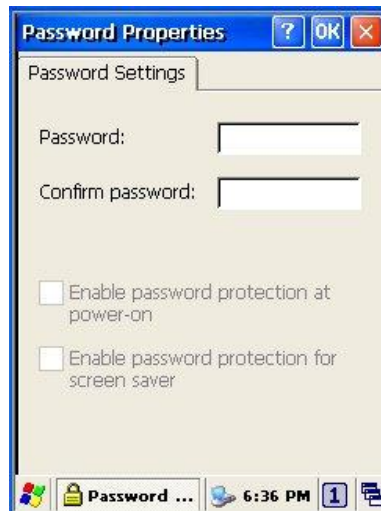 Password Properties ? OK ×
Password Settings
Password:
Confirm password:
Enable password protection at
power-on
Enable password protection for
screen saver
Password ... 6:36 PM 1